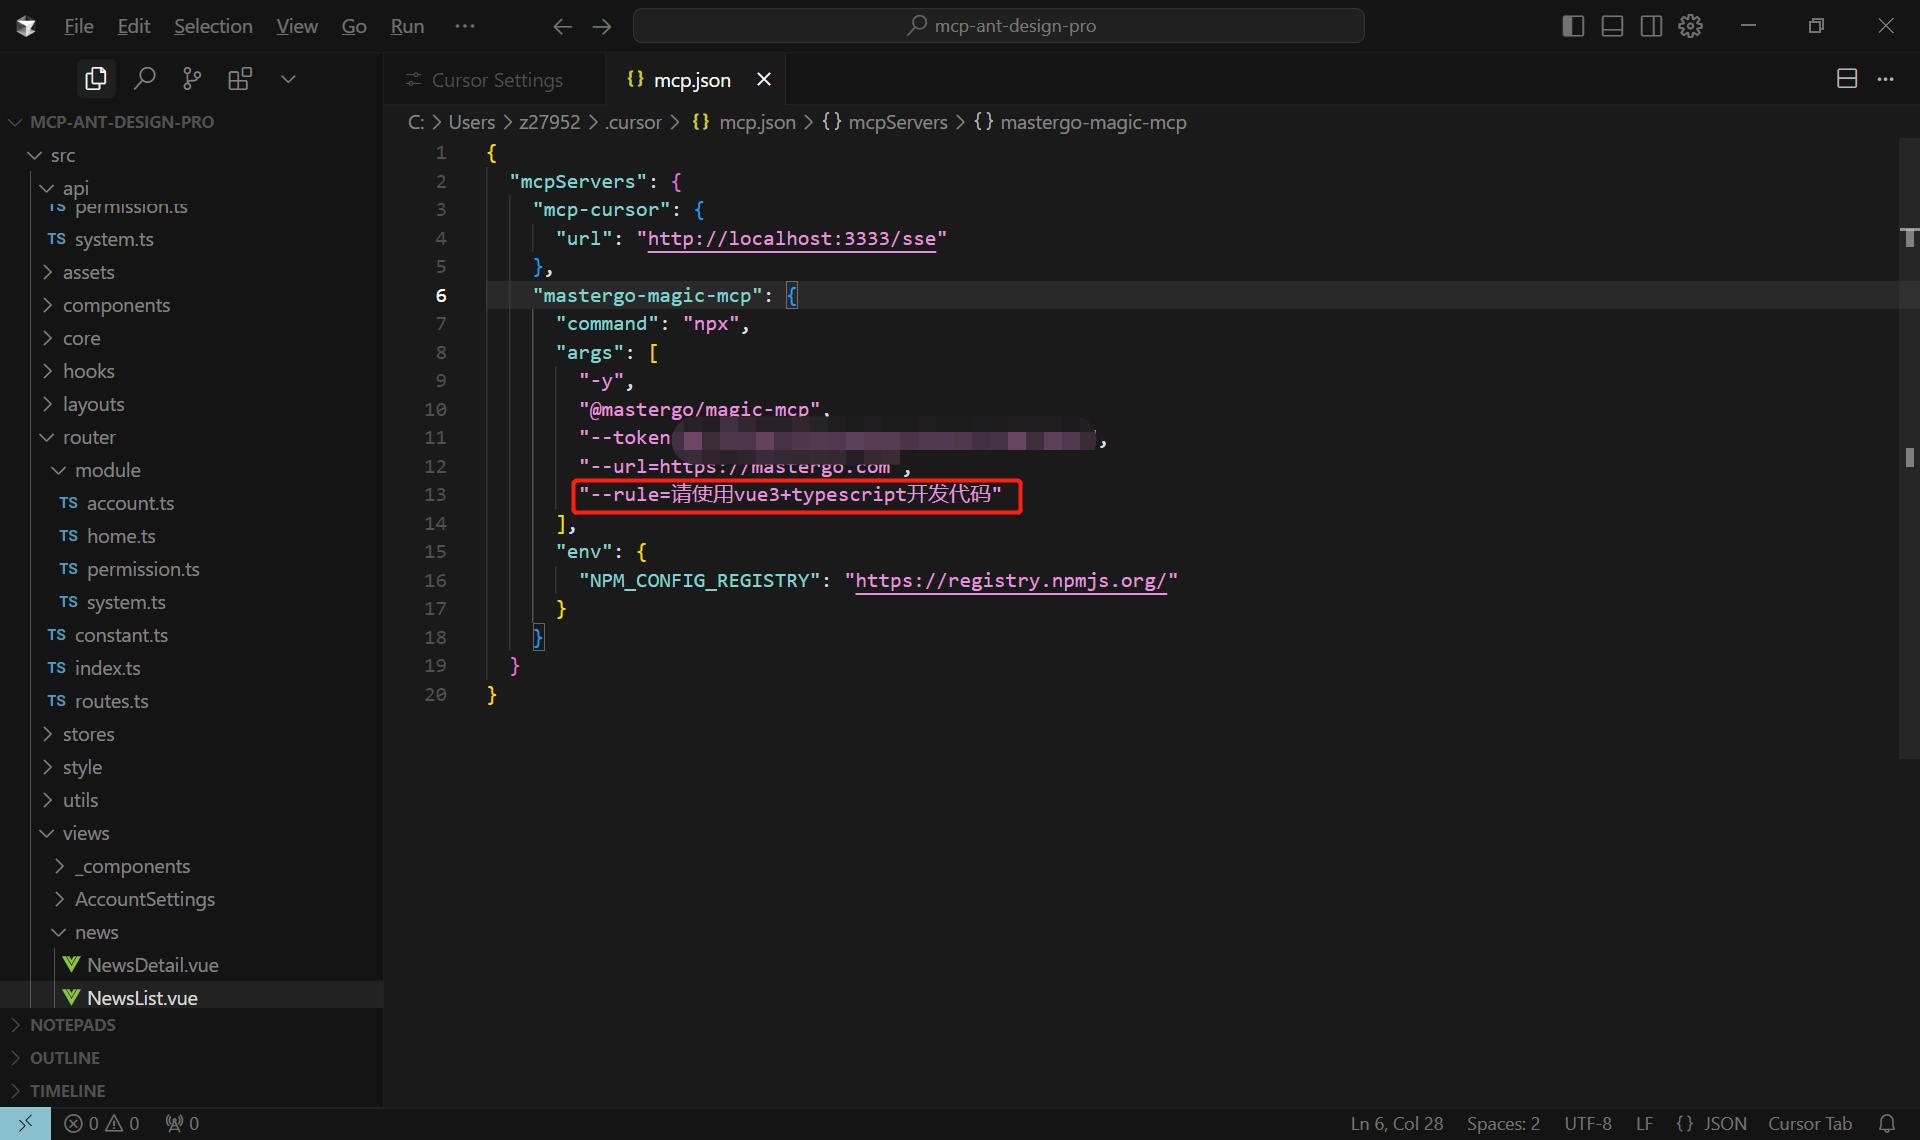 File Edit Selection View Go Run ···
mcp-ant-design-pro
Cursor Settings
{} mcp.json
MCP-ANT-DESIGN-PRO
src
api
TS permission.ts
TS system.ts
assets
components
core
hooks
layouts
router
module
TS account.ts
TS home.ts
TS permission.ts
TS system.ts
TS constant.ts
TS index.ts
TS routes.ts
stores
style
utils
views
_components
AccountSettings
news
NewsDetail.vue
NewsList.vue
NOTEPADS
OUTLINE
TIMELINE
C: > Users > z27952 > .cursor > {} mcp.json > {} mcpServers > {} mastergo-magic-mcp
1 {
2 "mcpServers": {
3 "mcp-cursor": {
4 "url": "http://localhost:3333/sse"
5 },
6 "mastergo-magic-mcp": {
7 "command": "npx",
8 "args": [
9 "-y",
10 "@mastergo/magic-mcp",
11 "--token ,
12 "--url=https://mastergo.com",
13 "--rule=请使用vue3+typescript开发代码"
14 ],
15 "env": {
16 "NPM_CONFIG_REGISTRY": "https://registry.npmjs.org/"
17 }
18 }
19 }
20 }
0 0 0
Ln 6, Col 28 Spaces: 2 UTF-8 LF {} JSON Cursor Tab